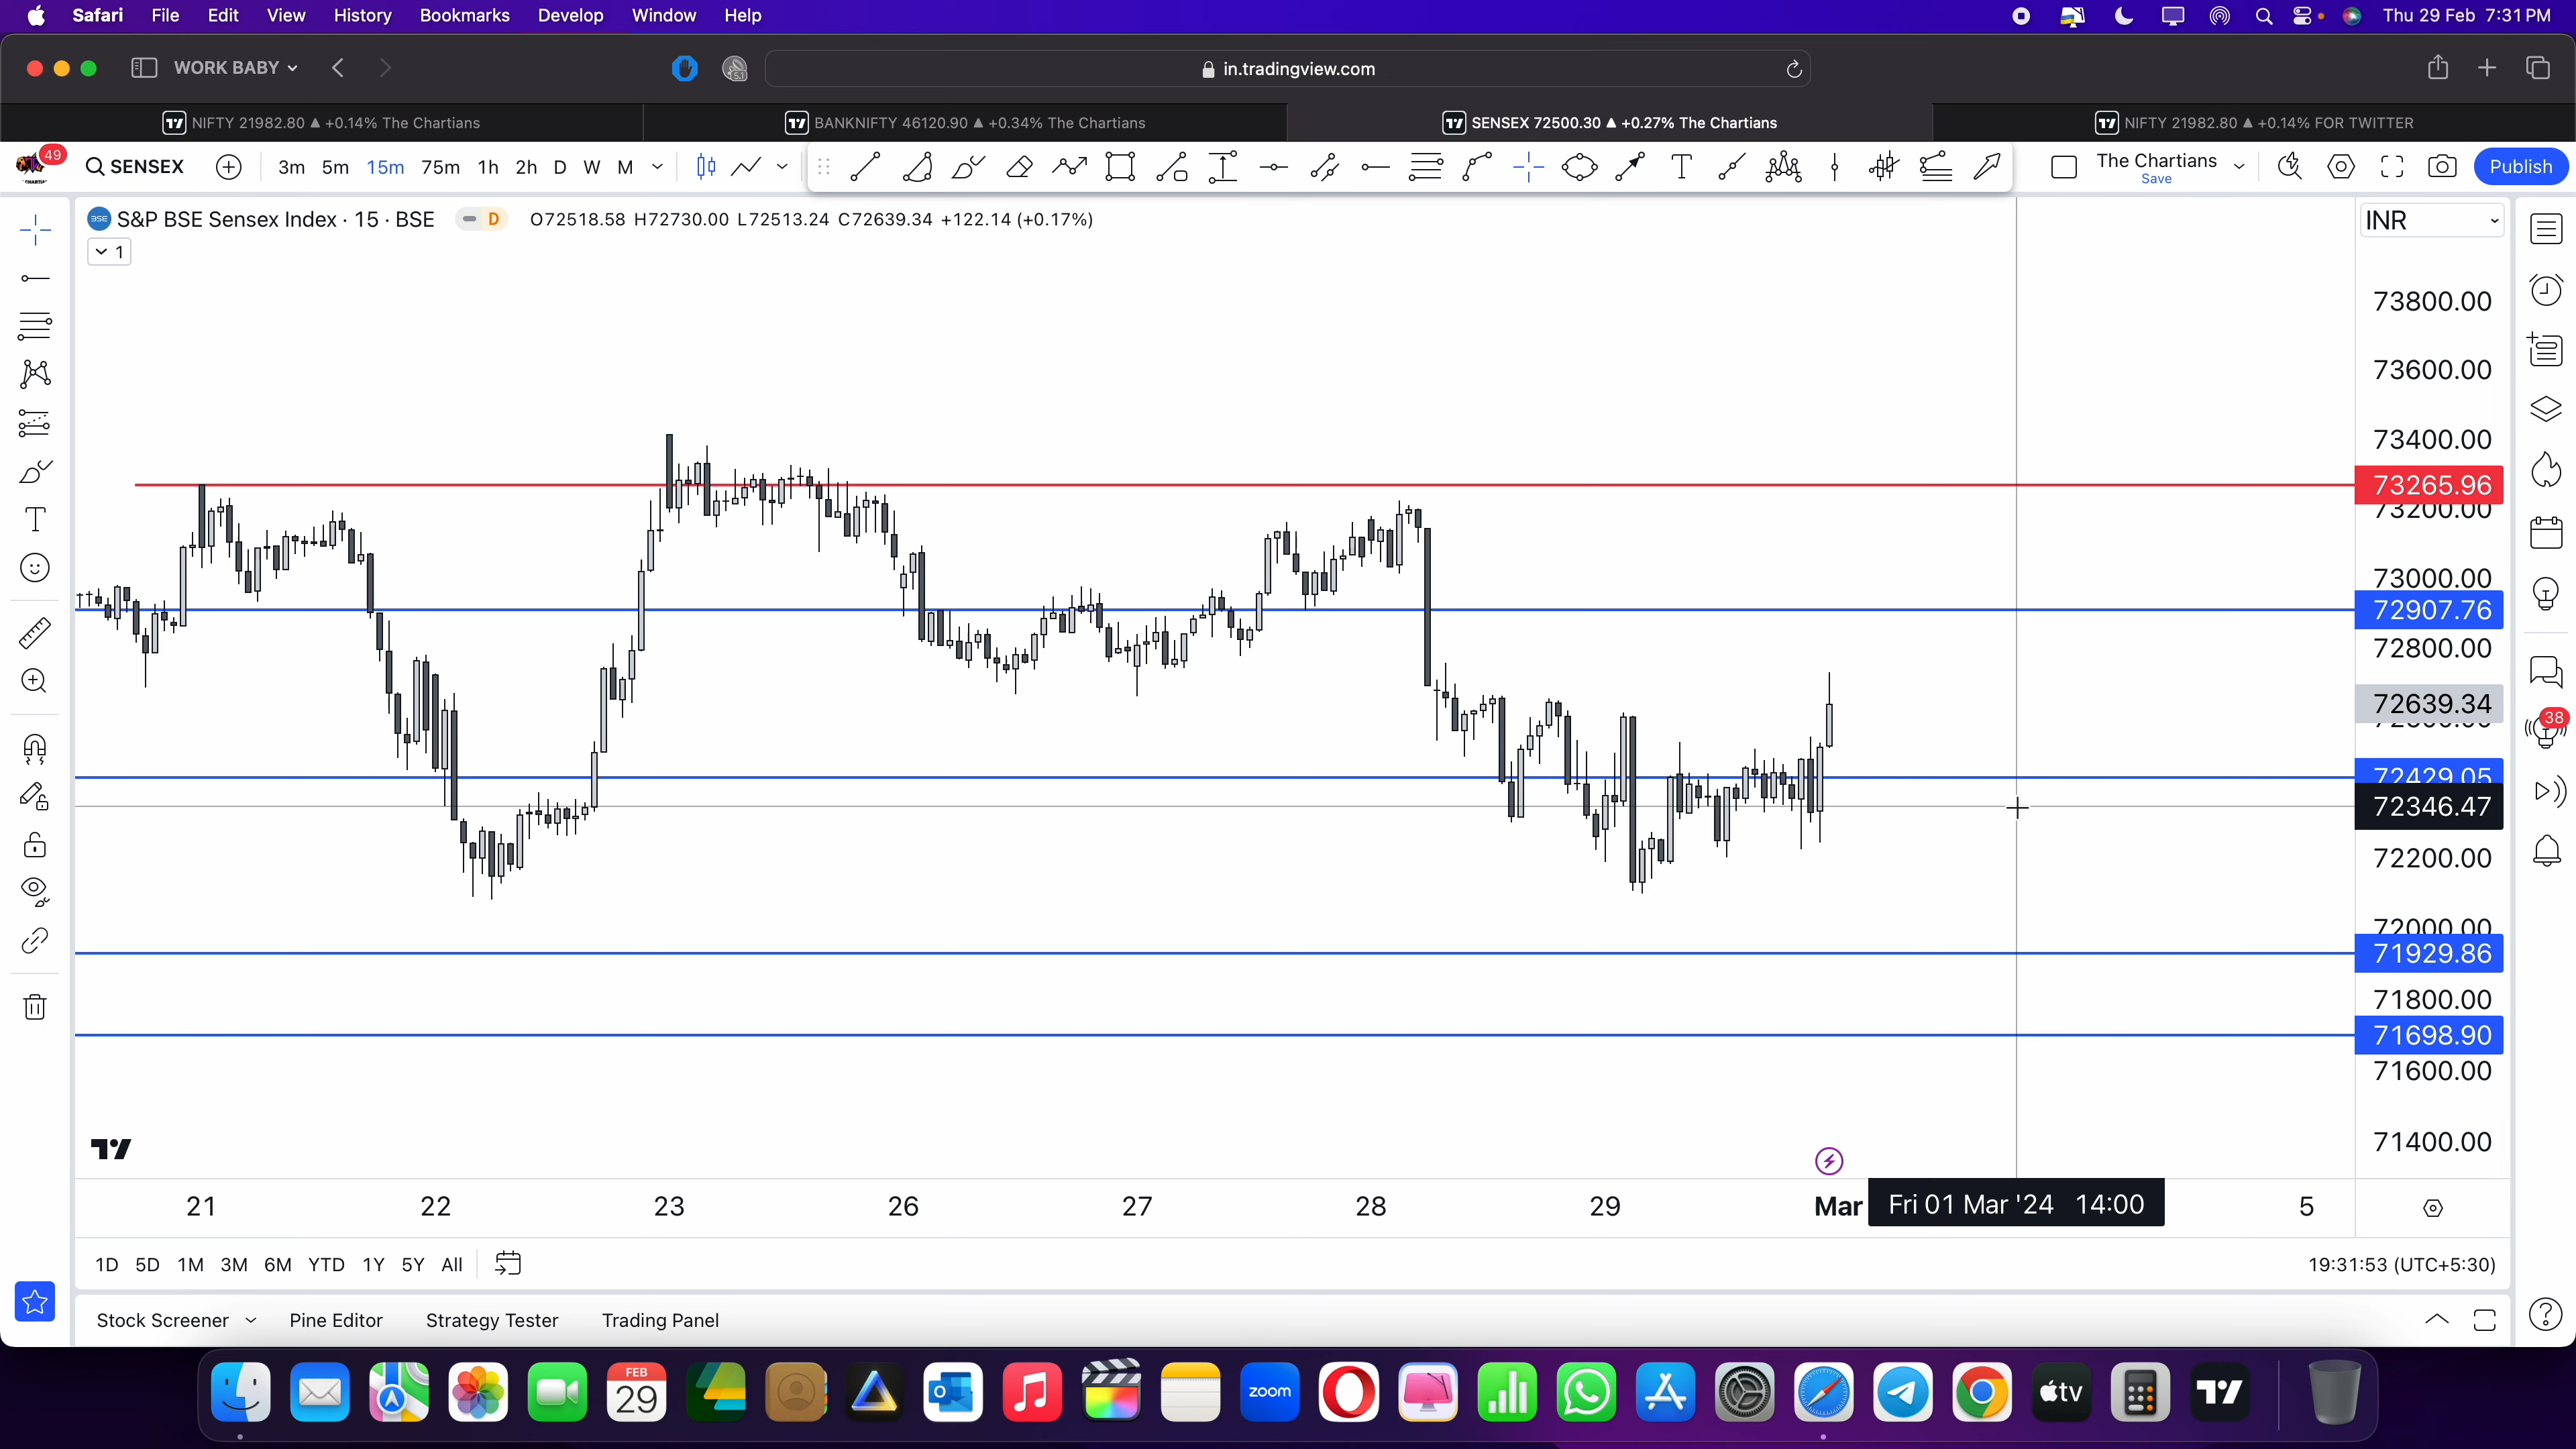 Safari File Edit View History Bookmarks Develop Window Help Thu 29 Feb 7:31 PM
WORK BABY in.tradingview.com
NIFTY 21982.80 ▲ +0.14% The Chartians BANKNIFTY 46120.90 ▲ +0.34% The Chartians SENSEX 72500.30 ▲ +0.27% The Chartians NIFTY 21982.80 ▲ +0.14% FOR TWITTER
49 SENSEX 3m 5m 15m 75m 1h 2h D W M The Chartians Publish
Save
S&P BSE Sensex Index · 15 · BSE D O72518.58 H72730.00 L72513.24 C72639.34 +122.14 (+0.17%) INR
1
73800.00
73600.00
73400.00
73265.96
73200.00
73000.00
72907.76
72800.00
72639.34
38
72429.05
72346.47
72200.00
72000.00
71929.86
71800.00
71698.90
71600.00
71400.00
21 22 23 26 27 28 29 Mar Fri 01 Mar '24 14:00 5
1D 5D 1M 3M 6M YTD 1Y 5Y All 19:31:53 (UTC+5:30)
Stock Screener Pine Editor Strategy Tester Trading Panel
FEB
29
zoom
tv